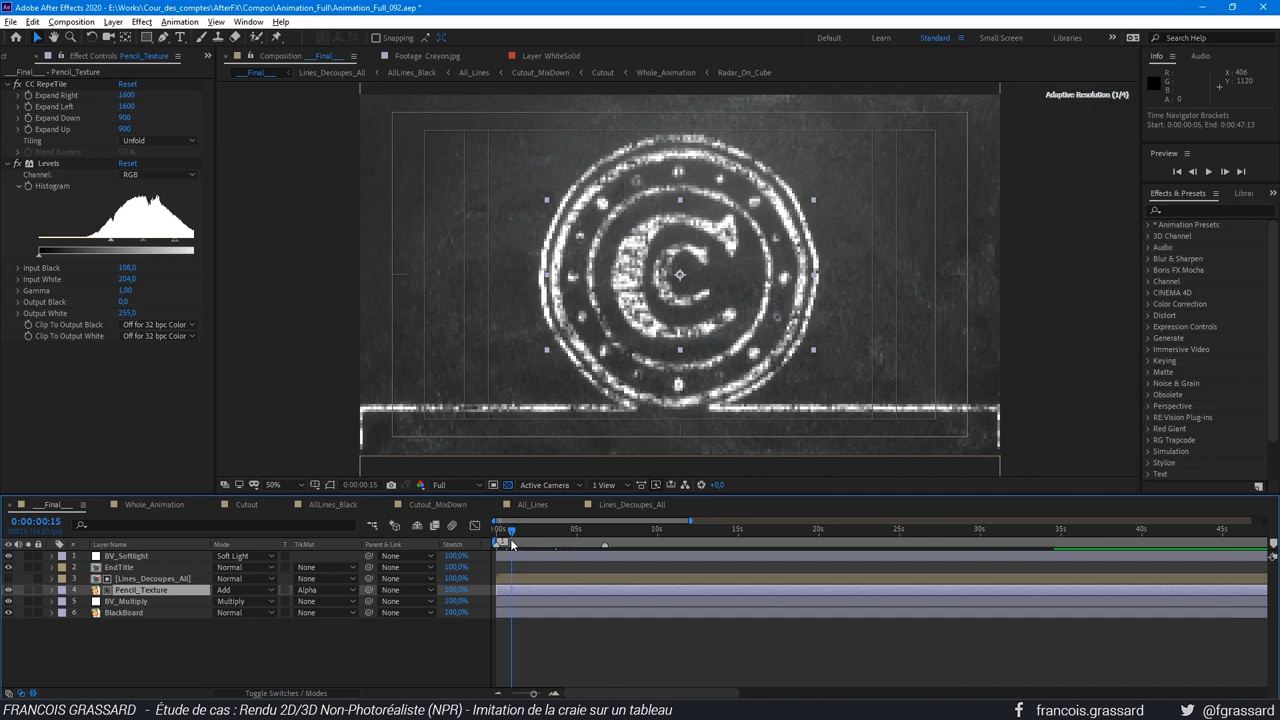 Adobe After Effects 2020 - E:\Works\Cour_des_comptes\AfterFX\Compos\Animation_Full\Animation_Full_092.aep *
File Edit Composition Layer Effect Animation View Window Help
Snapping Default Learn Standard Small Screen Libraries Search Help
Effect Controls Pencil_Texture Composition ___Final___ Footage Crayon.jpg Layer WhiteSolid Info Audio
___Final___ · Pencil_Texture
___Final___ Lines_Decoupes_All AllLines_Black All_Lines Cutout_MixDown Cutout Whole_Animation Radar_On_Cube
Adaptive Resolution (1/4)
R :
G :
B :
A : 0
X : 406
Y : 1120
Time Navigator Brackets
Start: 0:00:00:05, End: 0:00:47:13
fx CC RepeTile Reset
Expand Right 1600
Expand Left 1600
Expand Down 900
Expand Up 900
Tiling Unfold
Blend Borders 0,0 %
fx Levels Reset
Channel: RGB
Histogram
Input Black 108,0
Input White 204,0
Gamma 1,00
Output Black 0,0
Output White 255,0
Clip To Output Black Off for 32 bpc Color
Clip To Output White Off for 32 bpc Color
Preview
Effects & Presets Librai
* Animation Presets
3D Channel
Audio
Blur & Sharpen
Boris FX Mocha
Channel
CINEMA 4D
Color Correction
Distort
Expression Controls
Generate
Immersive Video
Keying
Matte
Noise & Grain
Obsolete
Perspective
RE:Vision Plug-ins
Red Giant
RG Trapcode
Simulation
Stylize
Text
50% 0:00:00:15 Full Active Camera 1 View +0,0
___Final___ Whole_Animation Cutout AllLines_Black Cutout_MixDown All_Lines Lines_Decoupes_All
0:00:00:15
:00s 05s 10s 15s 20s 25s 30s 35s 40s 45s
# Source Name Mode T TrkMat Parent & Link Stretch
1 BV_Softlight Soft Light None 100,0%
2 EndTitle Normal None None 100,0%
3 [Lines_Decoupes_All] Normal None None 100,0%
4 Pencil_Texture Add Alpha None 100,0%
5 BV_Multiply Multiply None None 100,0%
6 BlackBoard Normal None None 100,0%
Toggle Switches / Modes
FRANCOIS GRASSARD - Étude de cas : Rendu 2D/3D Non-Photoréaliste (NPR) - Imitation de la craie sur un tableau francois.grassard @fgrassard